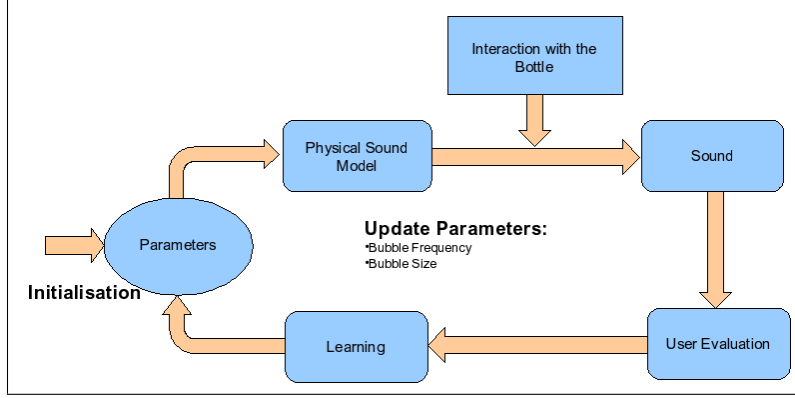 Interaction with the
Bottle
Physical Sound
Model
Sound
Parameters
Update Parameters:
•Bubble Frequency
•Bubble Size
Initialisation
Learning
User Evaluation